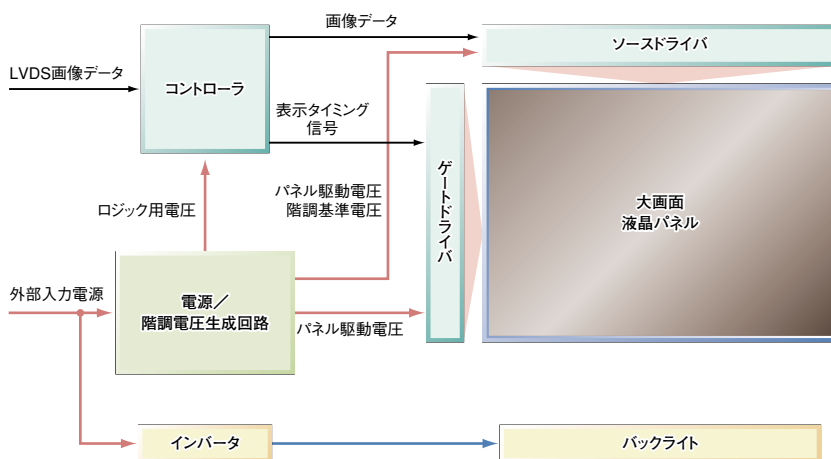 画像データ
ソースドライバ
LVDS画像データ
コントローラ
表示タイミング
信号
ゲートドライバ
パネル駆動電圧
階調基準電圧
大画面
液晶パネル
ロジック用電圧
外部入力電源
電源／
階調電圧生成回路
パネル駆動電圧
インバータ
バックライト